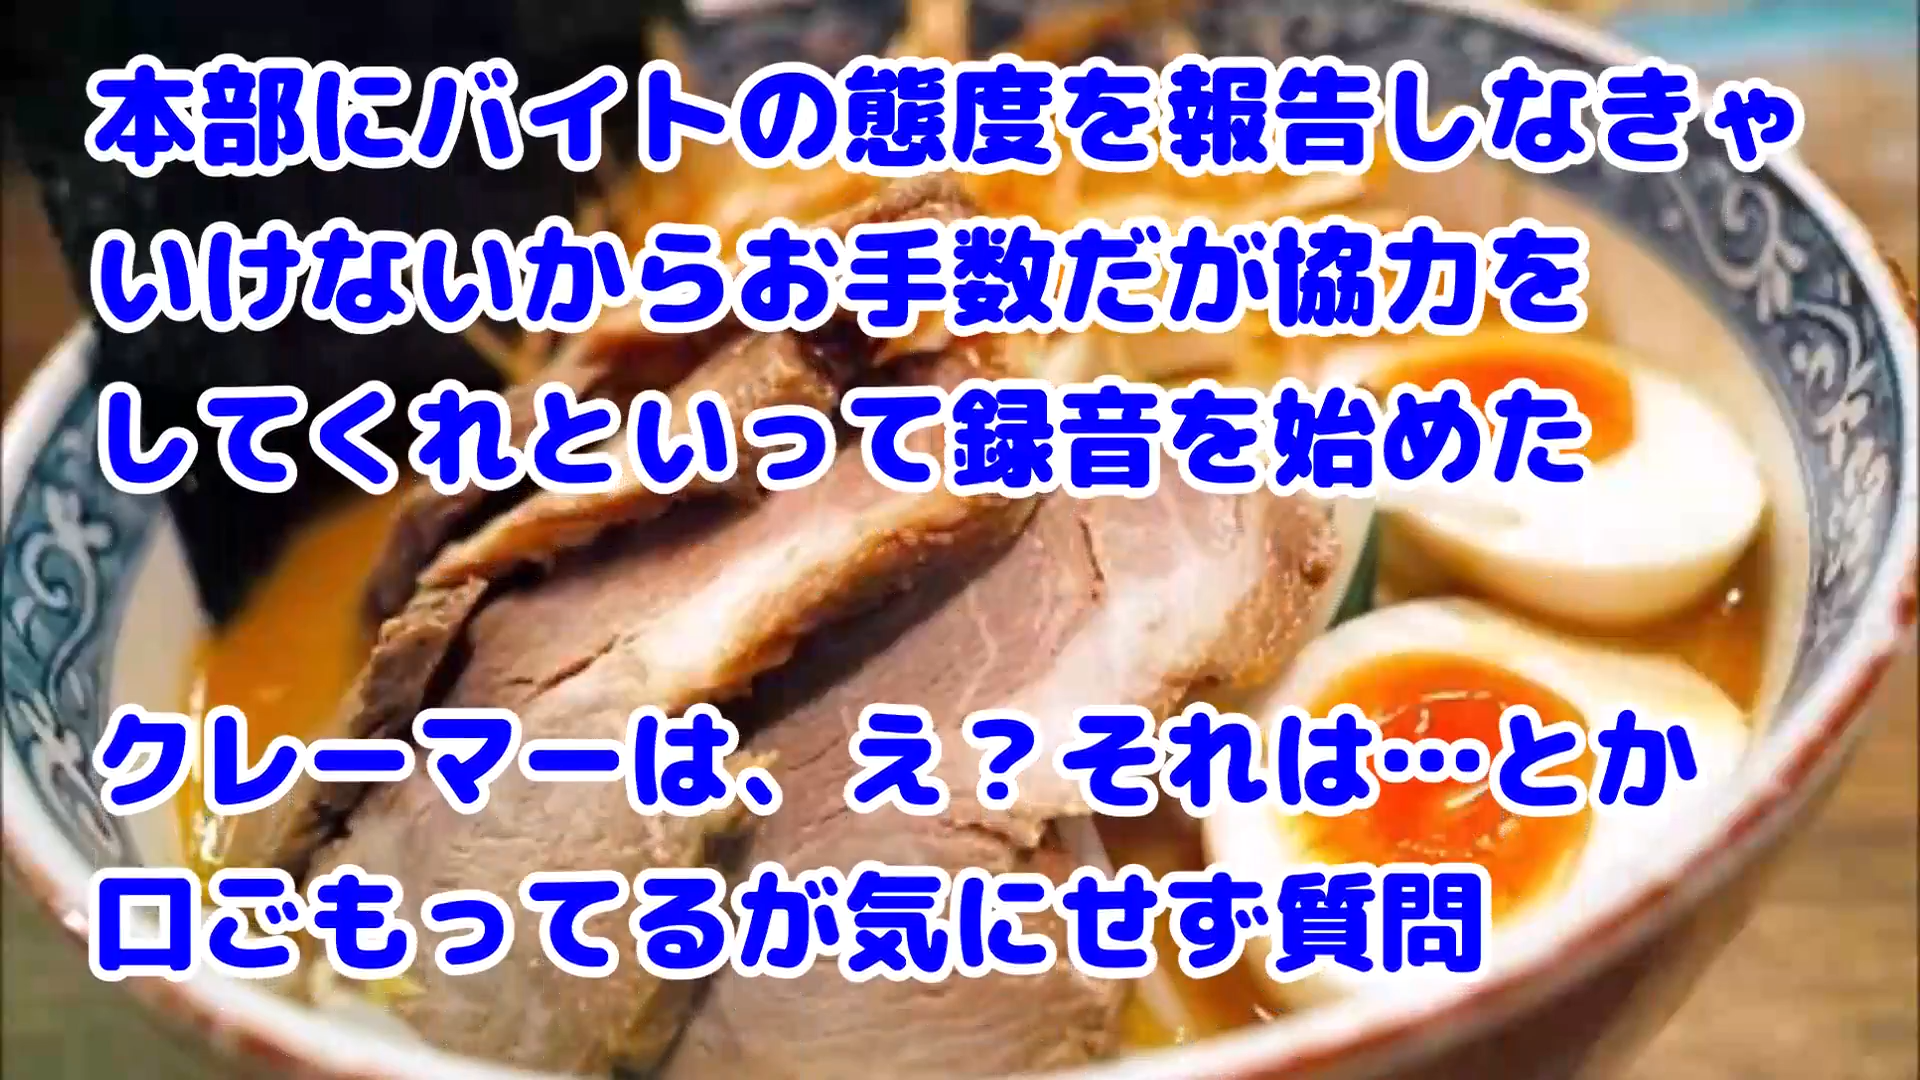 本部にバイトの態度を報告しなきゃ
いけないからお手数だが協力を
してくれといって録音を始めた
クレーマーは、え？それは…とか
口ごもってるが気にせず質問